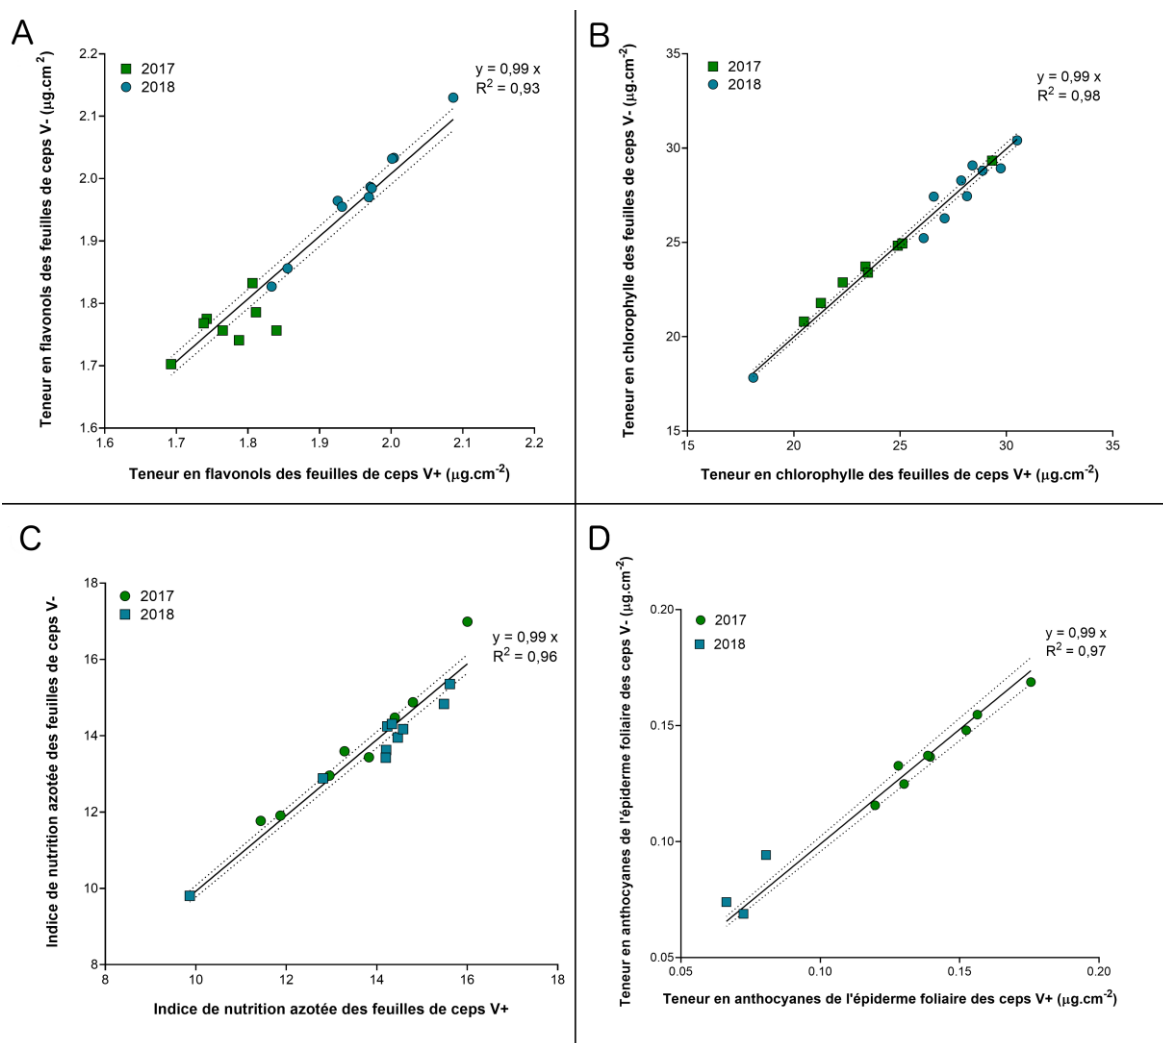 A
Teneur en flavonols des feuilles de ceps V- (µg.cm-2)
2.2
2.1
2.0
1.9
1.8
1.7
1.6
2017
2018
y = 0,99 x
R2 = 0,93
1.6 1.7 1.8 1.9 2.0 2.1 2.2
Teneur en flavonols des feuilles de ceps V+ (µg.cm-2)
B
Teneur en chlorophylle des feuilles de ceps V- (µg.cm-2)
35
30
25
20
15
2017
2018
y = 0,99 x
R2 = 0,98
15 20 25 30 35
Teneur en chlorophylle des feuilles de ceps V+ (µg.cm-2)
C
Indice de nutrition azotée des feuilles de ceps V-
18
16
14
12
10
8
2017
2018
y = 0,99 x
R2 = 0,96
8 10 12 14 16 18
Indice de nutrition azotée des feuilles de ceps V+
D
Teneur en anthocyanes de l'épiderme foliaire des ceps V- (µg.cm-2)
0.20
0.15
0.10
0.05
2017
2018
y = 0,99 x
R2 = 0,97
0.05 0.10 0.15 0.20
Teneur en anthocyanes de l'épiderme foliaire des ceps V+ (µg.cm-2)